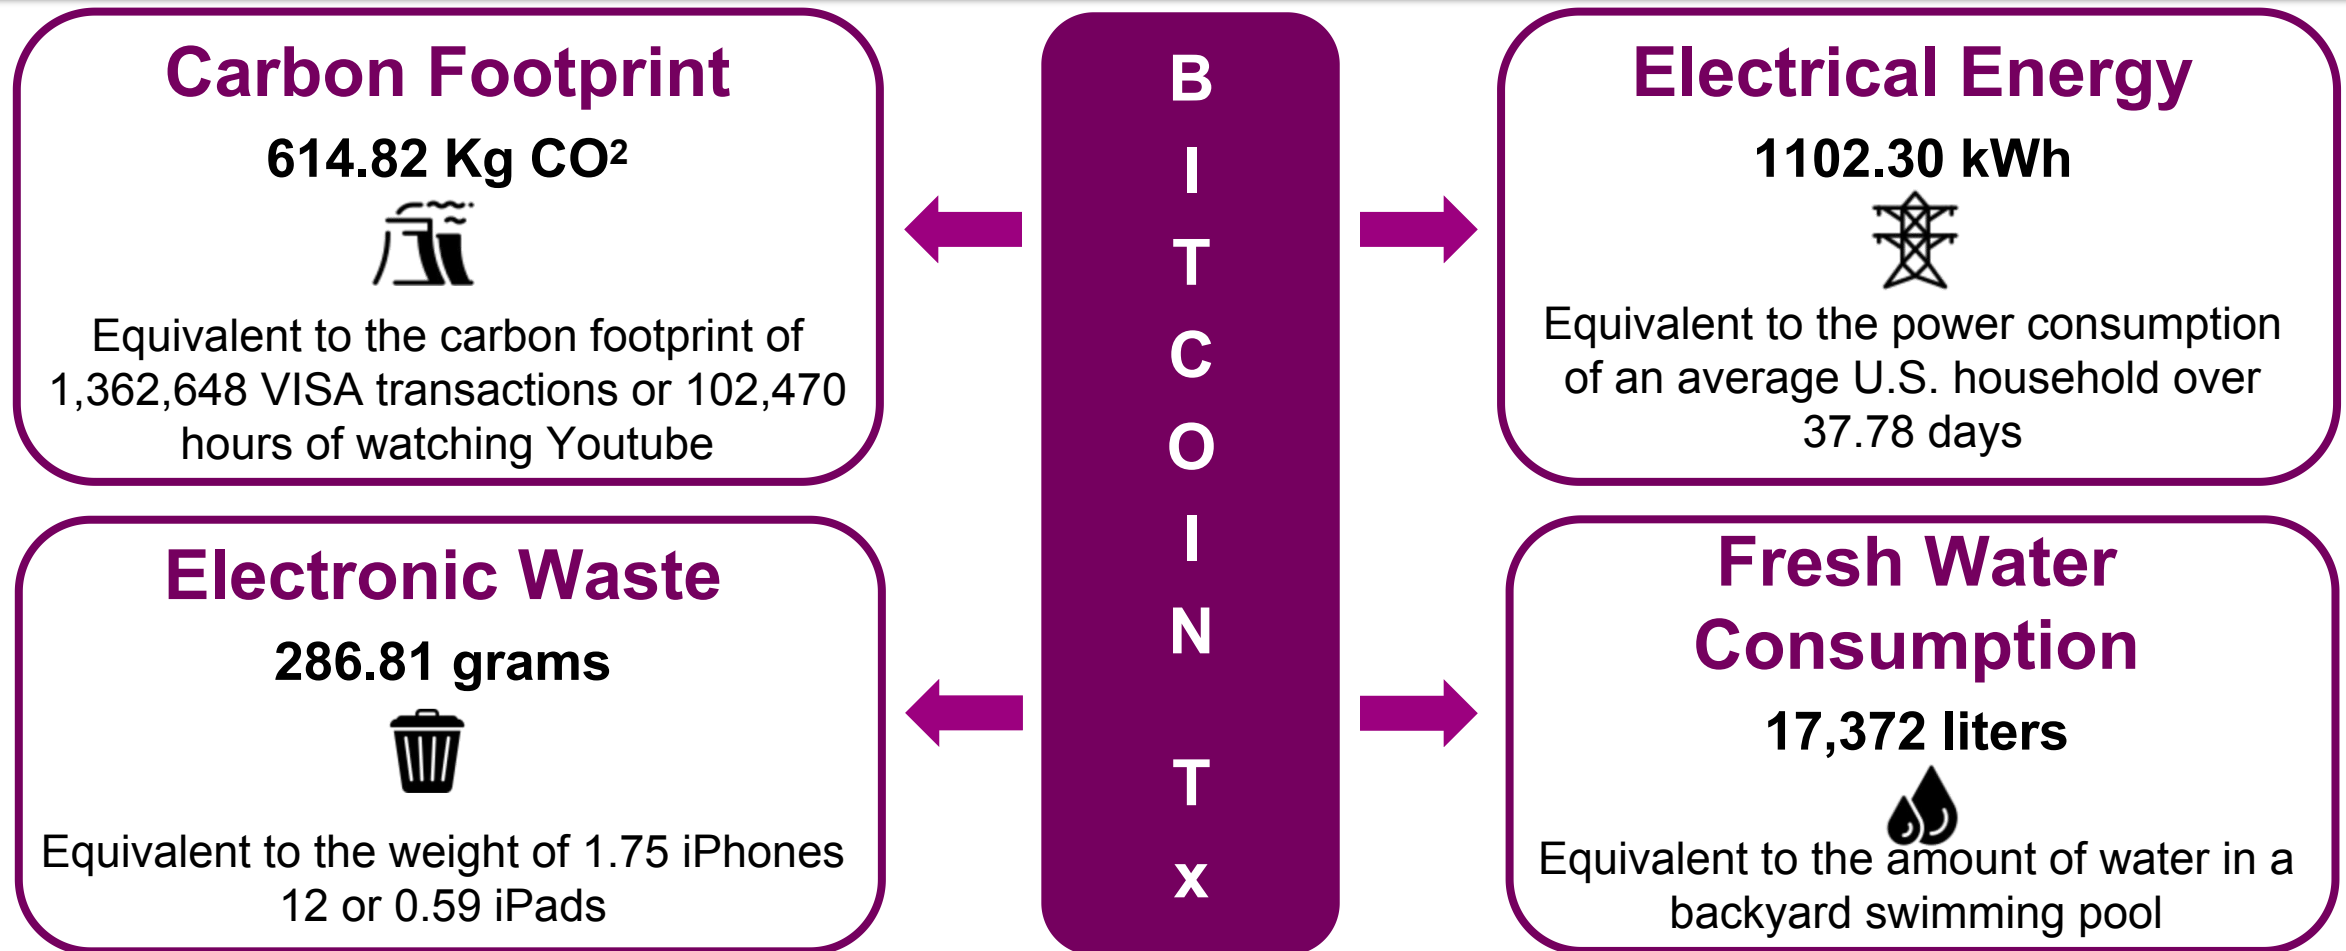 Carbon Footprint
614.82 Kg CO²
Equivalent to the carbon footprint of
1,362,648 VISA transactions or 102,470
hours of watching Youtube
Electronic Waste
286.81 grams
Equivalent to the weight of 1.75 iPhones
12 or 0.59 iPads
B
I
T
C
O
I
N
T
x
Electrical Energy
1102.30 kWh
Equivalent to the power consumption
of an average U.S. household over
37.78 days
Fresh Water
Consumption
17,372 liters
Equivalent to the amount of water in a
backyard swimming pool